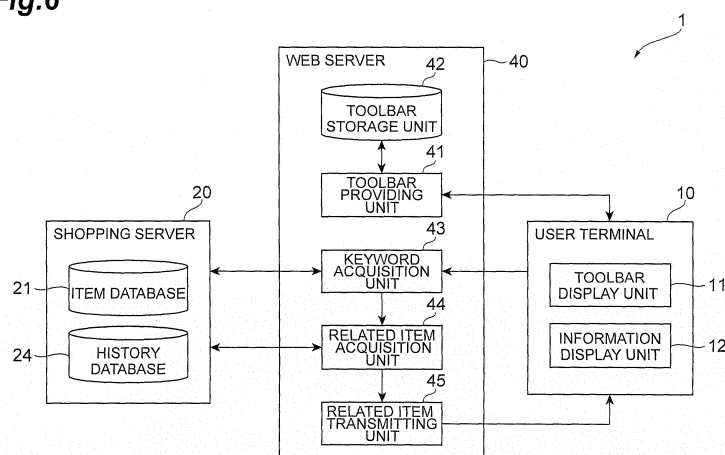 Fig.6
1
WEB SERVER
40
42
TOOLBAR
STORAGE UNIT
41
TOOLBAR
PROVIDING
UNIT
20
SHOPPING SERVER
10
USER TERMINAL
43
KEYWORD
ACQUISITION
UNIT
21
ITEM DATABASE
TOOLBAR
DISPLAY UNIT
11
44
RELATED ITEM
ACQUISITION
UNIT
24
HISTORY
DATABASE
INFORMATION
DISPLAY UNIT
12
45
RELATED ITEM
TRANSMITTING
UNIT